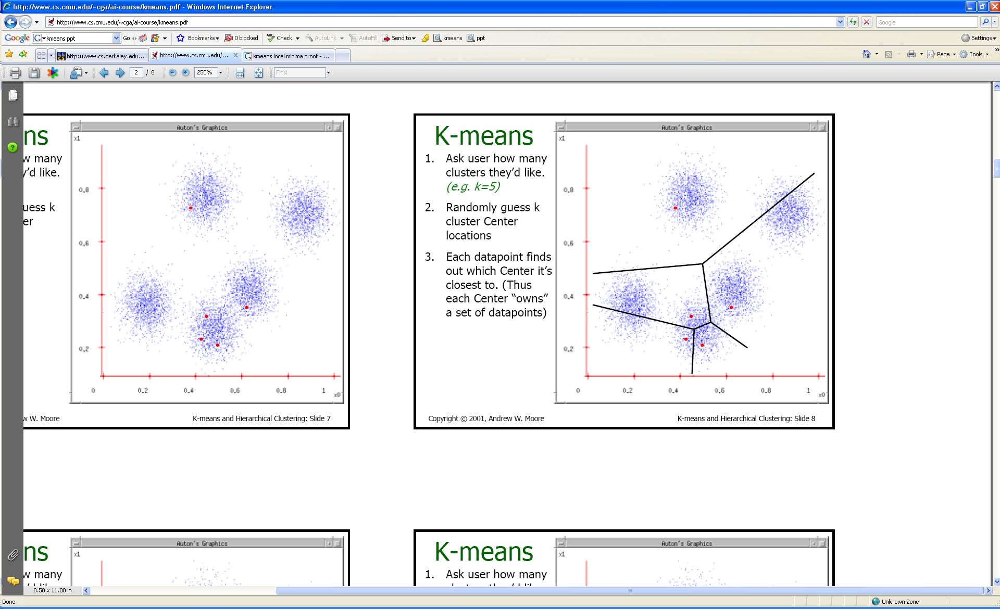 http://www.cs.cmu.edu/~cga/ai-course/kmeans.pdf - Windows Internet Explorer
http://www.cs.cmu.edu/~cga/ai-course/kmeans.pdf
Google
Google
kmeans ppt
Go
Bookmarks
0 blocked
ABC
Check
AutoLink
AutoFill
Send to
kmeans
ppt
Settings
http://www.cs.berkeley.edu...
http://www.cs.cmu.edu/...
kmeans local minima proof - ...
Page
Tools
2 / 8
250%
Find
ns
w many
y'd like.
uess k
er
Auton's Graphics
x1
0.8
0.6
0.4
0.2
0 0.2 0.4 0.6 0.8 1
x0
w W. Moore
K-means and Hierarchical Clustering: Slide 7
K-means
1. Ask user how many
clusters they’d like.
(e.g. k=5)
2. Randomly guess k
cluster Center
locations
3. Each datapoint finds
out which Center it’s
closest to. (Thus
each Center “owns”
a set of datapoints)
Auton's Graphics
x1
0.8
0.6
0.4
0.2
0 0.2 0.4 0.6 0.8 1
x0
Copyright © 2001, Andrew W. Moore
K-means and Hierarchical Clustering: Slide 8
ns
w many
Auton's Graphics
x1
K-means
1. Ask user how many
Auton's Graphics
x1
8.50 x 11.00 in
Done
Unknown Zone